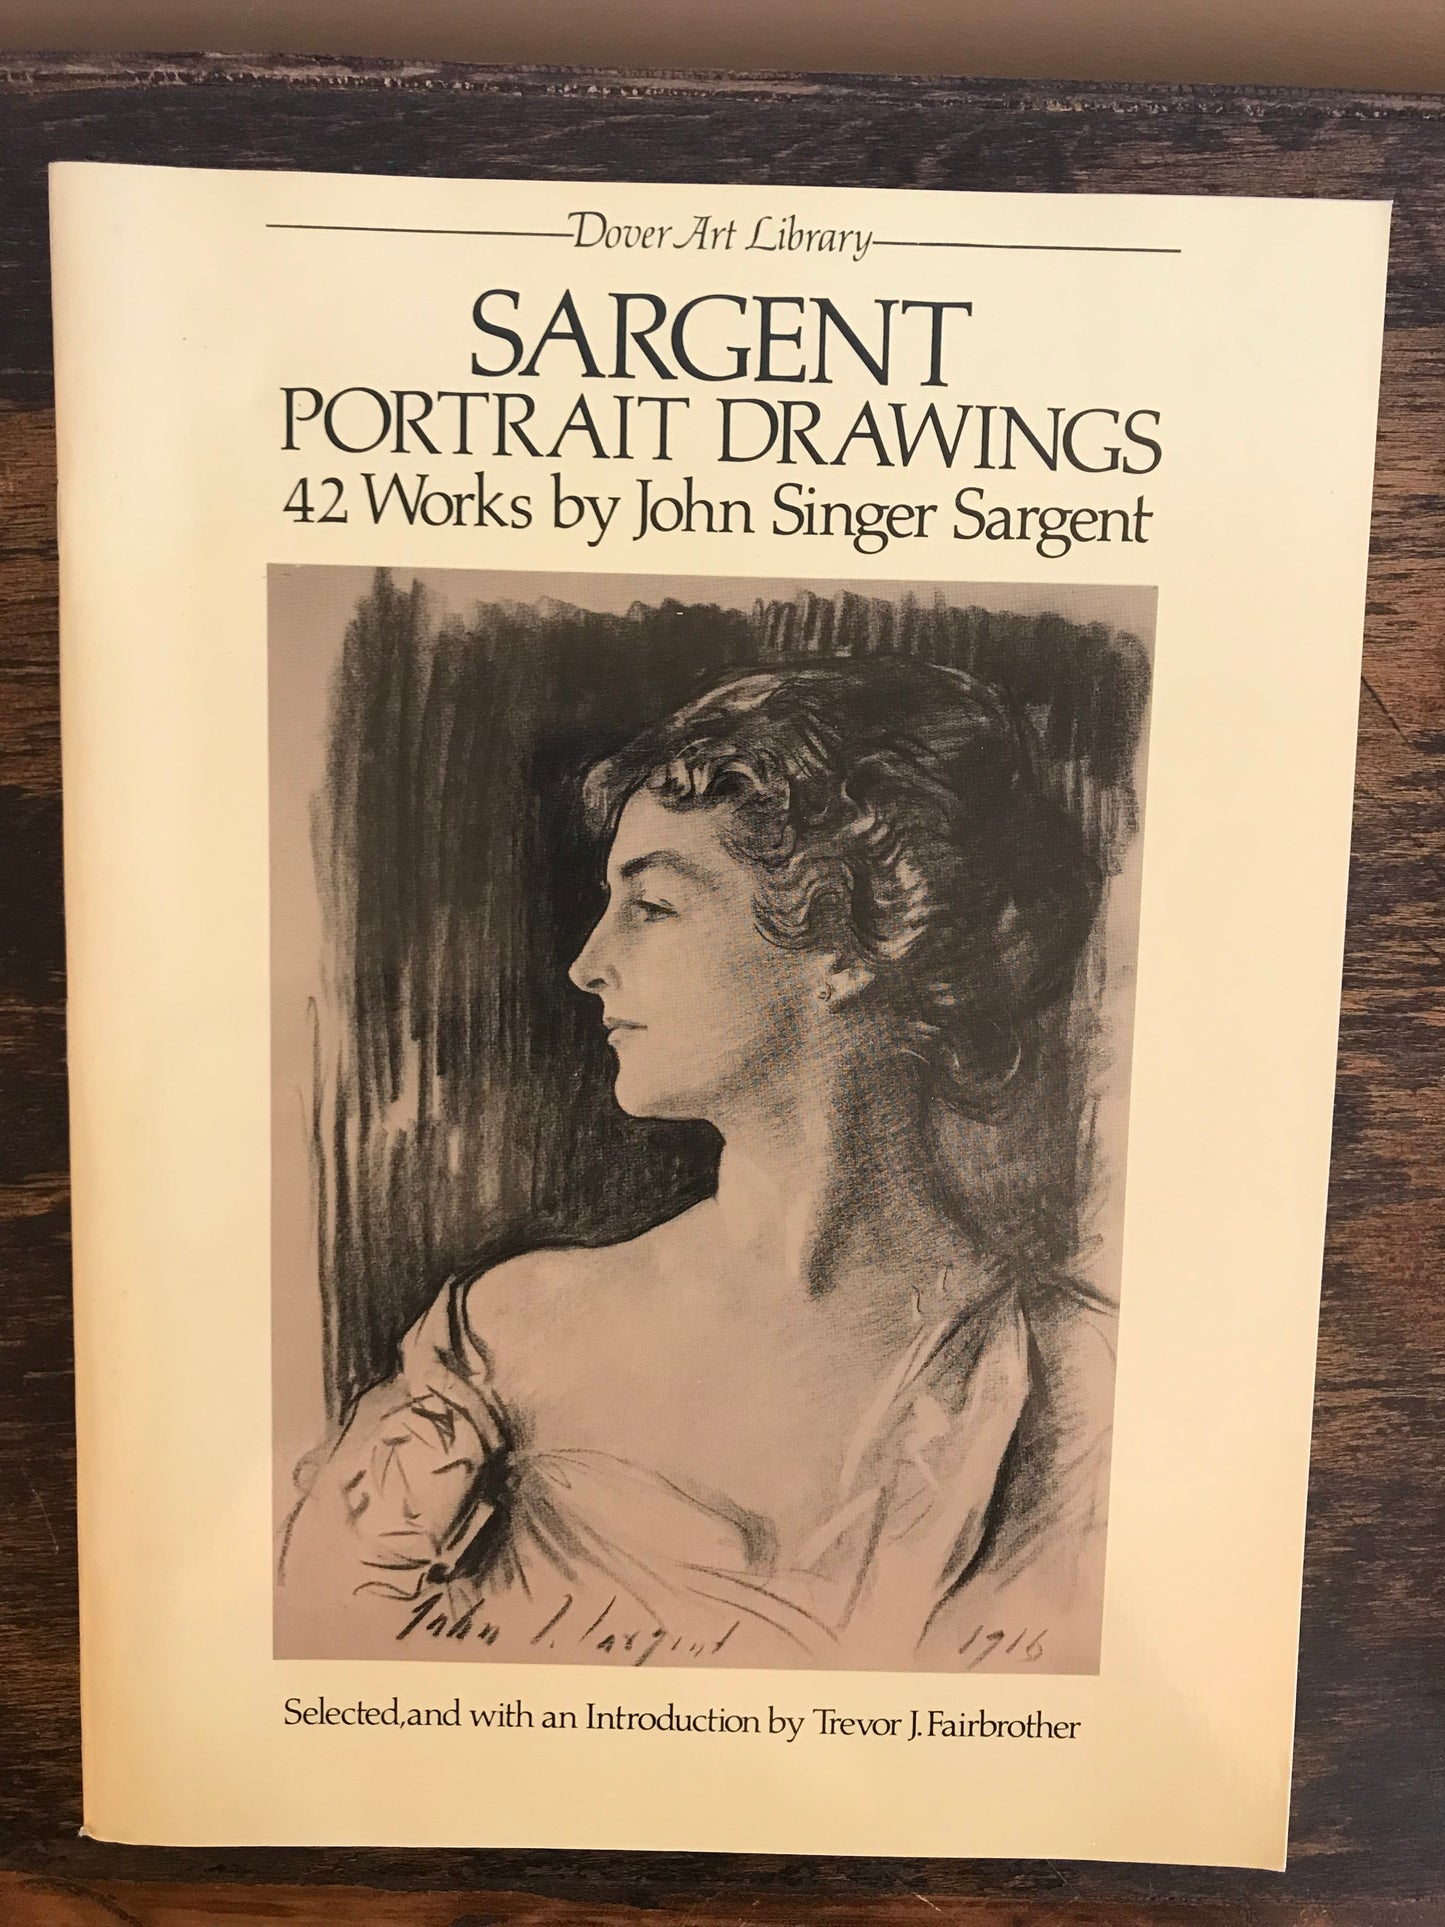 Dover Art Library
SARGENT
PORTRAIT DRAWINGS
42 Works by John Singer Sargent
John S. Sargent 1916
Selected, and with an Introduction by Trevor J. Fairbrother